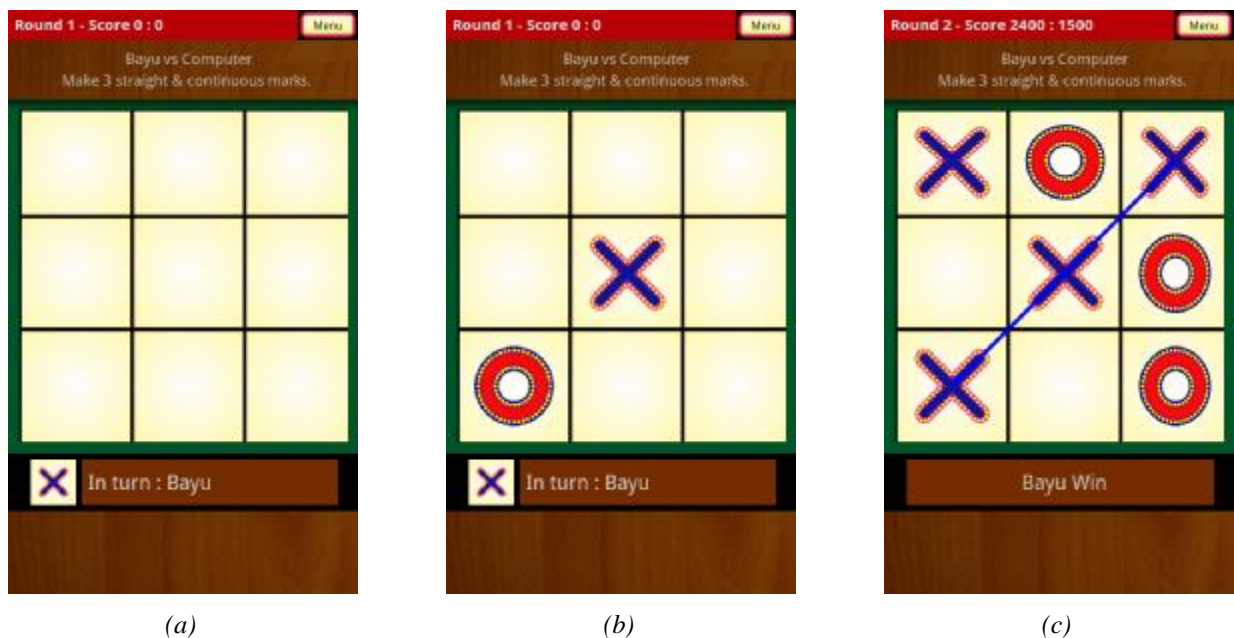 Round 1 - Score 0 : 0
Menu
Bayu vs Computer
Make 3 straight & continuous marks.
In turn : Bayu
(a)
Round 1 - Score 0 : 0
Menu
Bayu vs Computer
Make 3 straight & continuous marks.
In turn : Bayu
(b)
Round 2 - Score 2400 : 1500
Menu
Bayu vs Computer
Make 3 straight & continuous marks.
Bayu Win
(c)